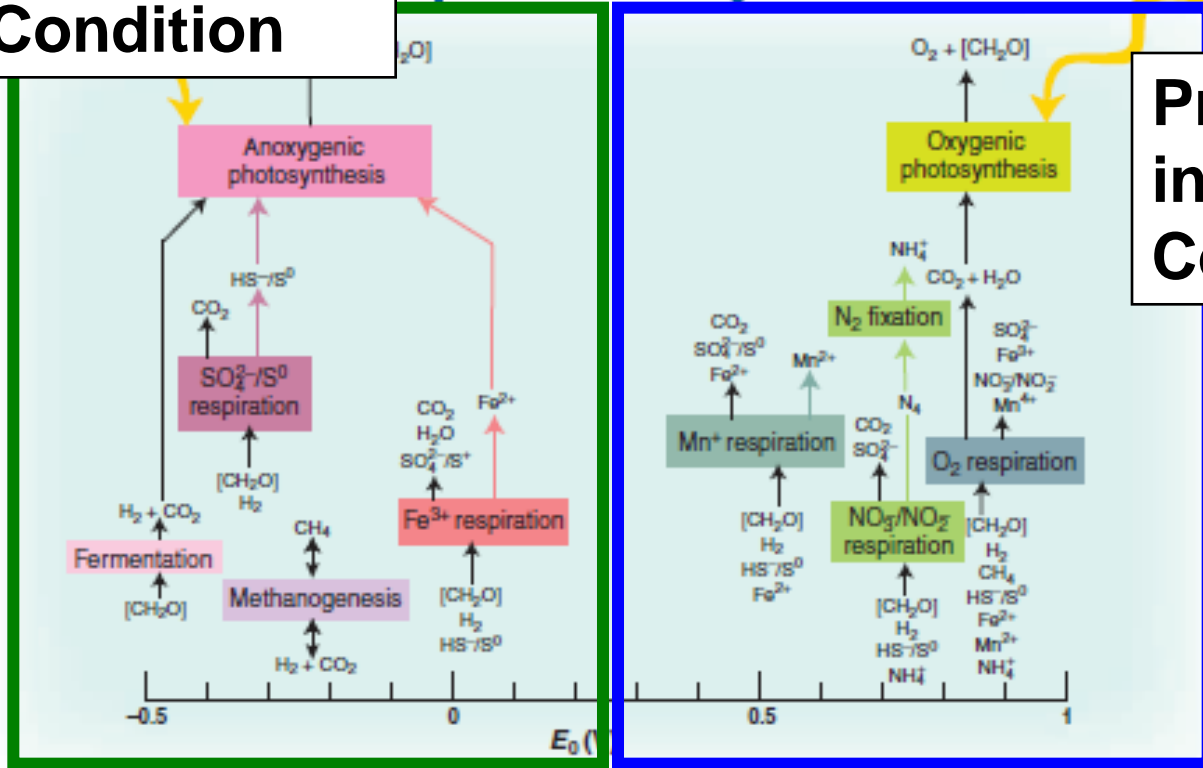 Condition
₂O]
Anoxygenic
photosynthesis
HS⁻/S⁰
CO₂
SO₄²⁻/S⁰
respiration
[CH₂O]
H₂
H₂ + CO₂
Fermentation
[CH₂O]
CH₄
Methanogenesis
H₂ + CO₂
CO₂
H₂O
SO₄²⁻/S⁺
Fe²⁺
Fe³⁺ respiration
[CH₂O]
H₂
HS⁻/S⁰
O₂ + [CH₂O]
Oxygenic
photosynthesis
Pr
in
Co
NH₄⁺
CO₂ + H₂O
N₂ fixation
CO₂
SO₄²⁻/S⁰
Fe²⁺
Mn²⁺
SO₄²⁻
Fe³⁺
NO₃⁻/NO₂⁻
Mn⁴⁺
N₄
CO₂
SO₄²⁻
Mn⁺ respiration
O₂ respiration
[CH₂O]
H₂
HS⁻/S⁰
Fe²⁺
NO₃⁻/NO₂⁻
respiration
[CH₂O]
H₂
HS⁻/S⁰
NH₄⁺
[CH₂O]
H₂
CH₄
HS⁻/S⁰
Fe²⁺
Mn²⁺
NH₄⁺
–0.5 0 0.5 1
E₀ (